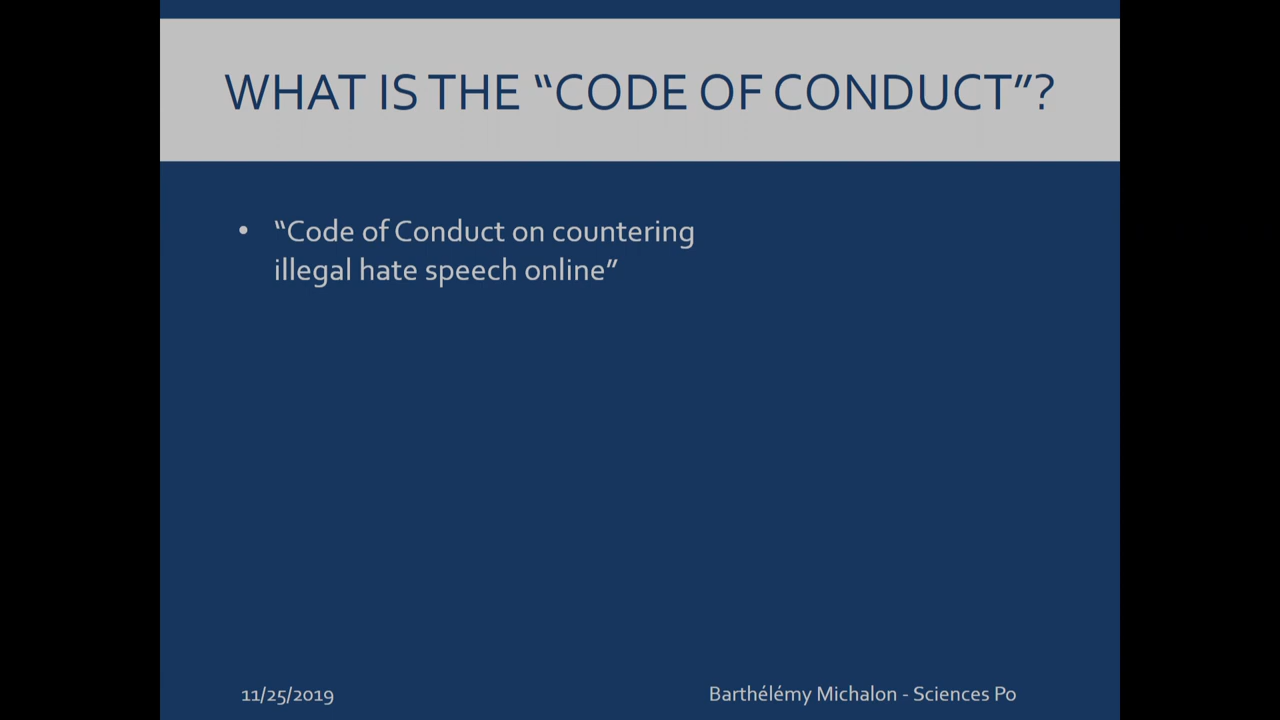 WHAT IS THE “CODE OF CONDUCT”?
• “Code of Conduct on countering
illegal hate speech online”
11/25/2019
Barthélémy Michalon - Sciences Po